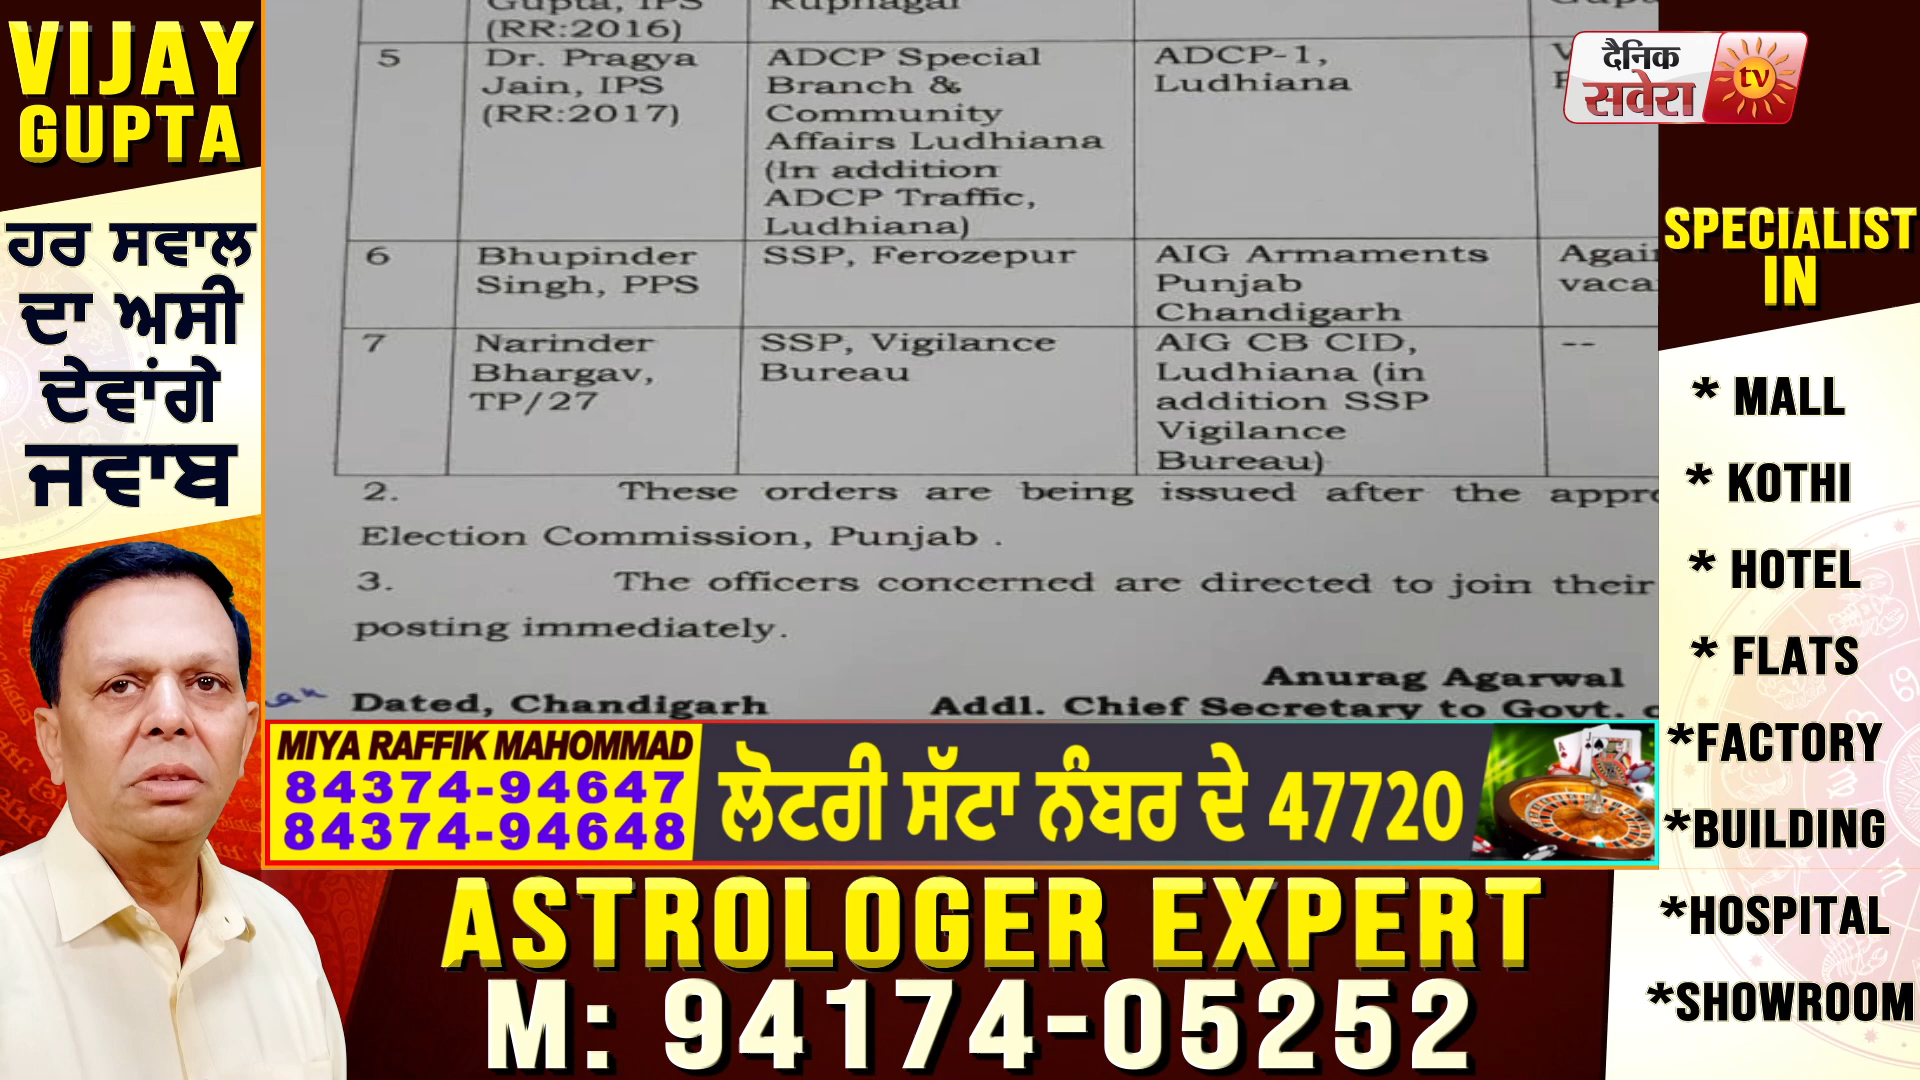 VIJAY
GUPTA
ਹਰ ਸਵਾਲ
ਦਾ ਅਸੀ
ਦੇਵਾਂਗੇ
ਜਵਾਬ
Gupta, IPS
(RR:2016)
Rupnagar
5
Dr. Pragya
Jain, IPS
(RR:2017)
ADCP Special
Branch &
Community
Affairs Ludhiana
(In addition
ADCP Traffic,
Ludhiana)
ADCP-1,
Ludhiana
6
Bhupinder
Singh, PPS
SSP, Ferozepur
AIG Armaments
Punjab
Chandigarh
7
Narinder
Bhargav,
TP/27
SSP, Vigilance
Bureau
AIG CB CID,
Ludhiana (in
addition SSP
Vigilance
Bureau)
--
2. These orders are being issued after the
Election Commission, Punjab .
3. The officers concerned are directed to join their
posting immediately.
Anurag Agarwal
Dated, Chandigarh
Addl. Chief Secretary to Govt.
दैनिक
सवेरा
tv
SPECIALIST
IN
* MALL
* KOTHI
* HOTEL
* FLATS
*FACTORY
*BUILDING
*HOSPITAL
*SHOWROOM
MIYA RAFFIK MAHOMMAD
84374-94647
84374-94648
ਲੋਟਰੀ ਸੱਟਾ ਨੰਬਰ ਦੇ 47720
ASTROLOGER EXPERT
M: 94174-05252